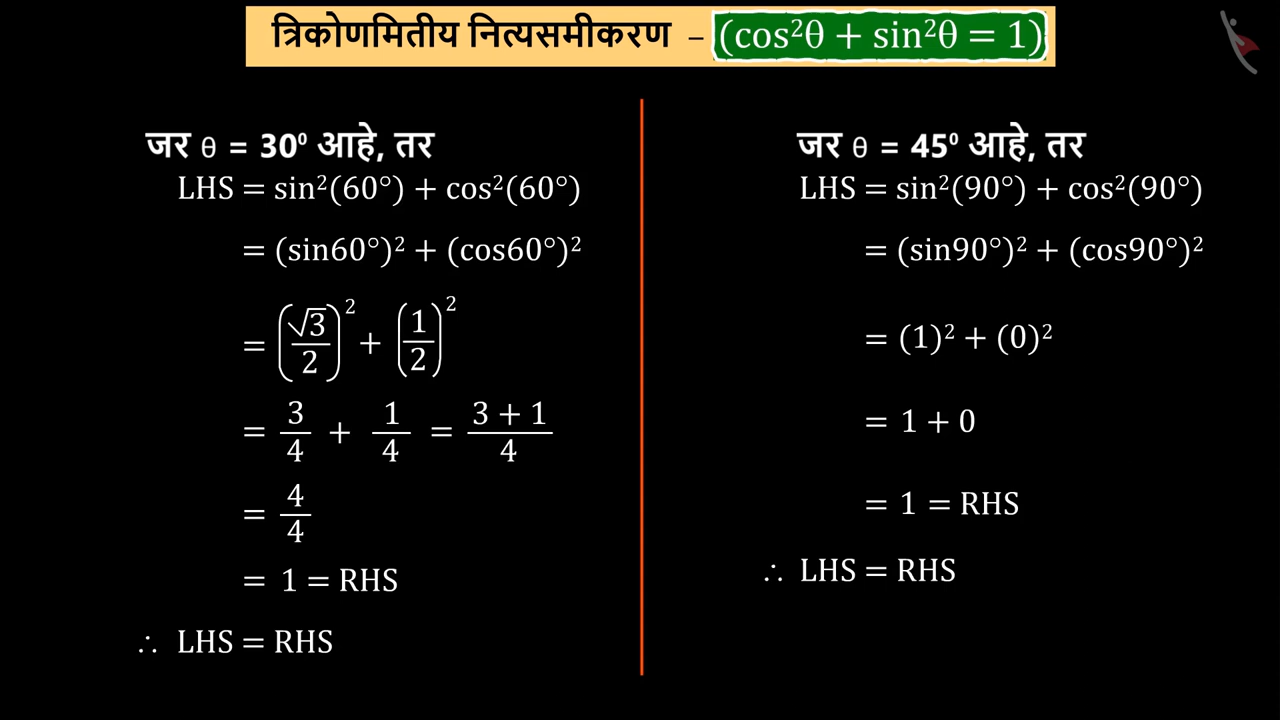 त्रिकोणमितीय नित्यसमीकरण – (cos²θ + sin²θ = 1)
जर θ = 30⁰ आहे, तर
LHS = sin²(60°) + cos²(60°)
= (sin60°)² + (cos60°)²
= (√3/2)² + (1/2)²
= 3/4 + 1/4 = (3 + 1)/4
= 4/4
= 1 = RHS
∴ LHS = RHS
जर θ = 45⁰ आहे, तर
LHS = sin²(90°) + cos²(90°)
= (sin90°)² + (cos90°)²
= (1)² + (0)²
= 1 + 0
= 1 = RHS
∴ LHS = RHS